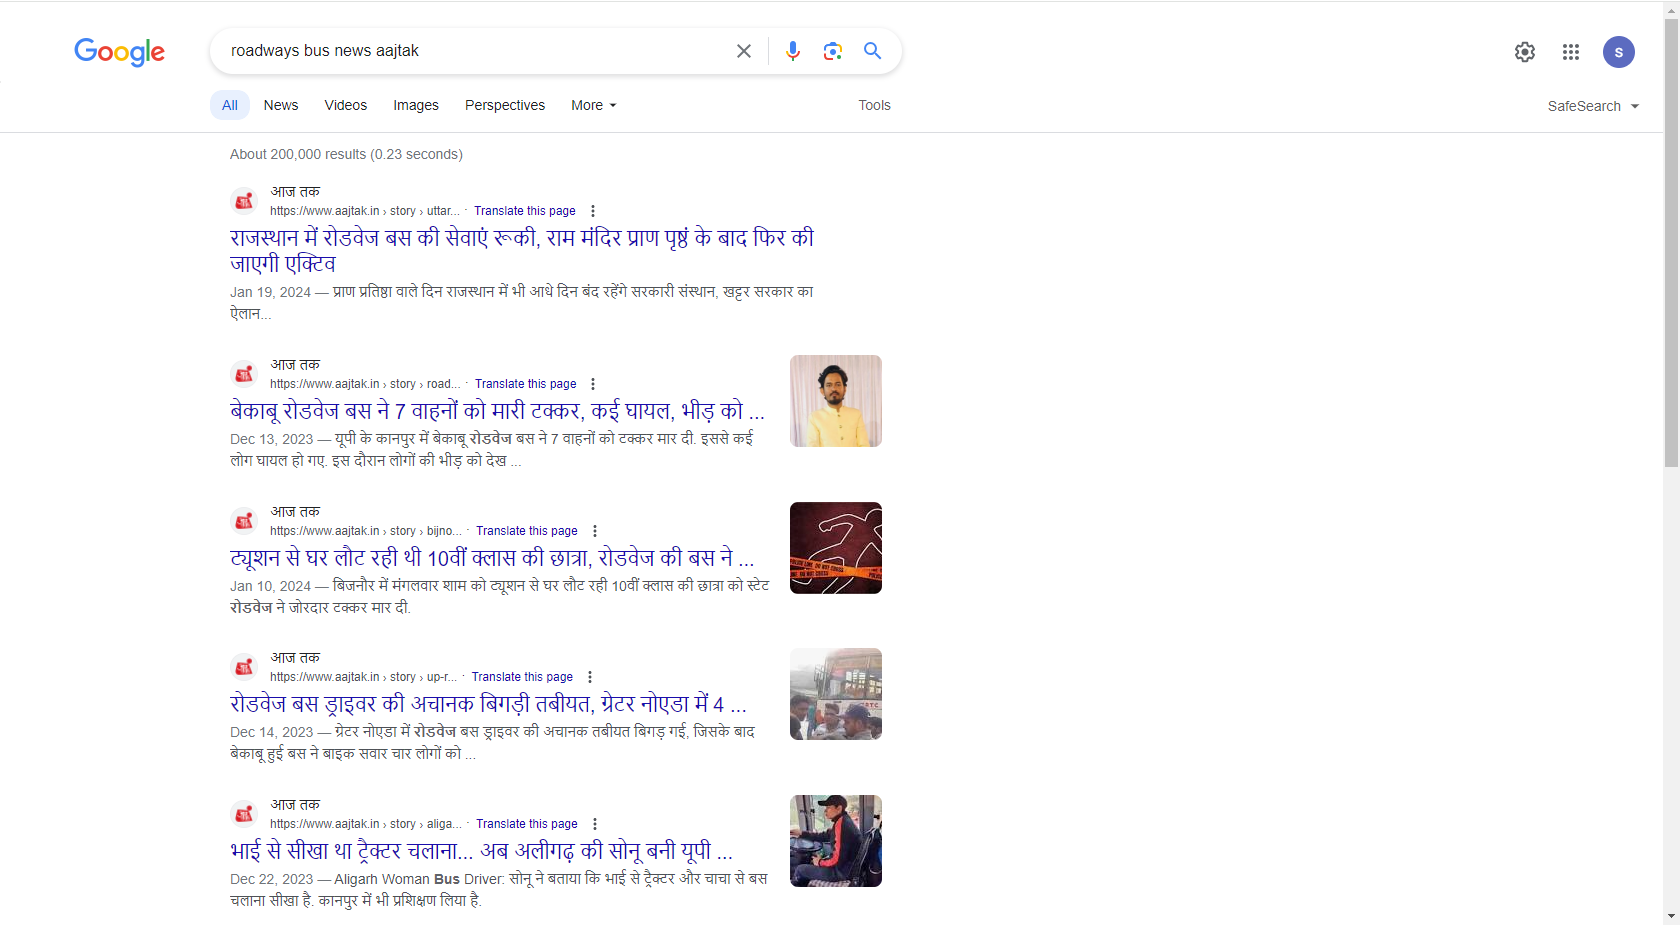 Google
roadways bus news aajtak
S
All News Videos Images Perspectives More Tools SafeSearch
About 200,000 results (0.23 seconds)
आज तक
https://www.aajtak.in › story › uttar... · Translate this page
राजस्थान में रोडवेज बस की सेवाएं रूकी, राम मंदिर प्राण पृष्ठं के बाद फिर की
जाएगी एक्टिव
Jan 19, 2024 — प्राण प्रतिष्ठा वाले दिन राजस्थान में भी आधे दिन बंद रहेंगे सरकारी संस्थान, खट्टर सरकार का
ऐलान...
आज तक
https://www.aajtak.in › story › road... · Translate this page
बेकाबू रोडवेज बस ने 7 वाहनों को मारी टक्कर, कई घायल, भीड़ को ...
Dec 13, 2023 — यूपी के कानपुर में बेकाबू रोडवेज बस ने 7 वाहनों को टक्कर मार दी. इससे कई
लोग घायल हो गए. इस दौरान लोगों की भीड़ को देख ...
आज तक
https://www.aajtak.in › story › bijno... · Translate this page
ट्यूशन से घर लौट रही थी 10वीं क्लास की छात्रा, रोडवेज की बस ने ...
Jan 10, 2024 — बिजनौर में मंगलवार शाम को ट्यूशन से घर लौट रही 10वीं क्लास की छात्रा को स्टेट
रोडवेज ने जोरदार टक्कर मार दी.
आज तक
https://www.aajtak.in › story › up-r... · Translate this page
रोडवेज बस ड्राइवर की अचानक बिगड़ी तबीयत, ग्रेटर नोएडा में 4 ...
Dec 14, 2023 — ग्रेटर नोएडा में रोडवेज बस ड्राइवर की अचानक तबीयत बिगड़ गई, जिसके बाद
बेकाबू हुई बस ने बाइक सवार चार लोगों को ...
आज तक
https://www.aajtak.in › story › aliga... · Translate this page
भाई से सीखा था ट्रैक्टर चलाना... अब अलीगढ़ की सोनू बनी यूपी ...
Dec 22, 2023 — Aligarh Woman Bus Driver: सोनू ने बताया कि भाई से ट्रैक्टर और चाचा से बस
चलाना सीखा है. कानपुर में भी प्रशिक्षण लिया है.